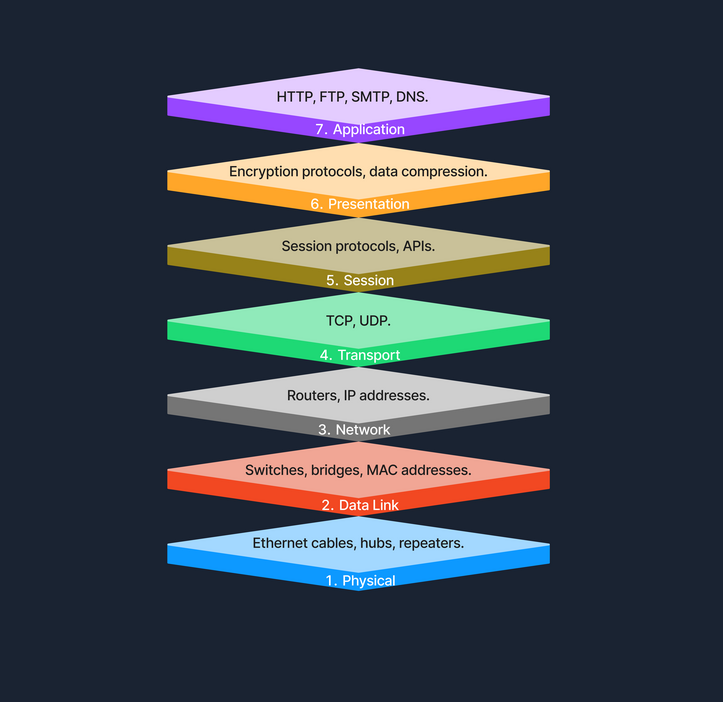 HTTP, FTP, SMTP, DNS.
7. Application
Encryption protocols, data compression.
6. Presentation
Session protocols, APIs.
5. Session
TCP, UDP.
4. Transport
Routers, IP addresses.
3. Network
Switches, bridges, MAC addresses.
2. Data Link
Ethernet cables, hubs, repeaters.
1. Physical